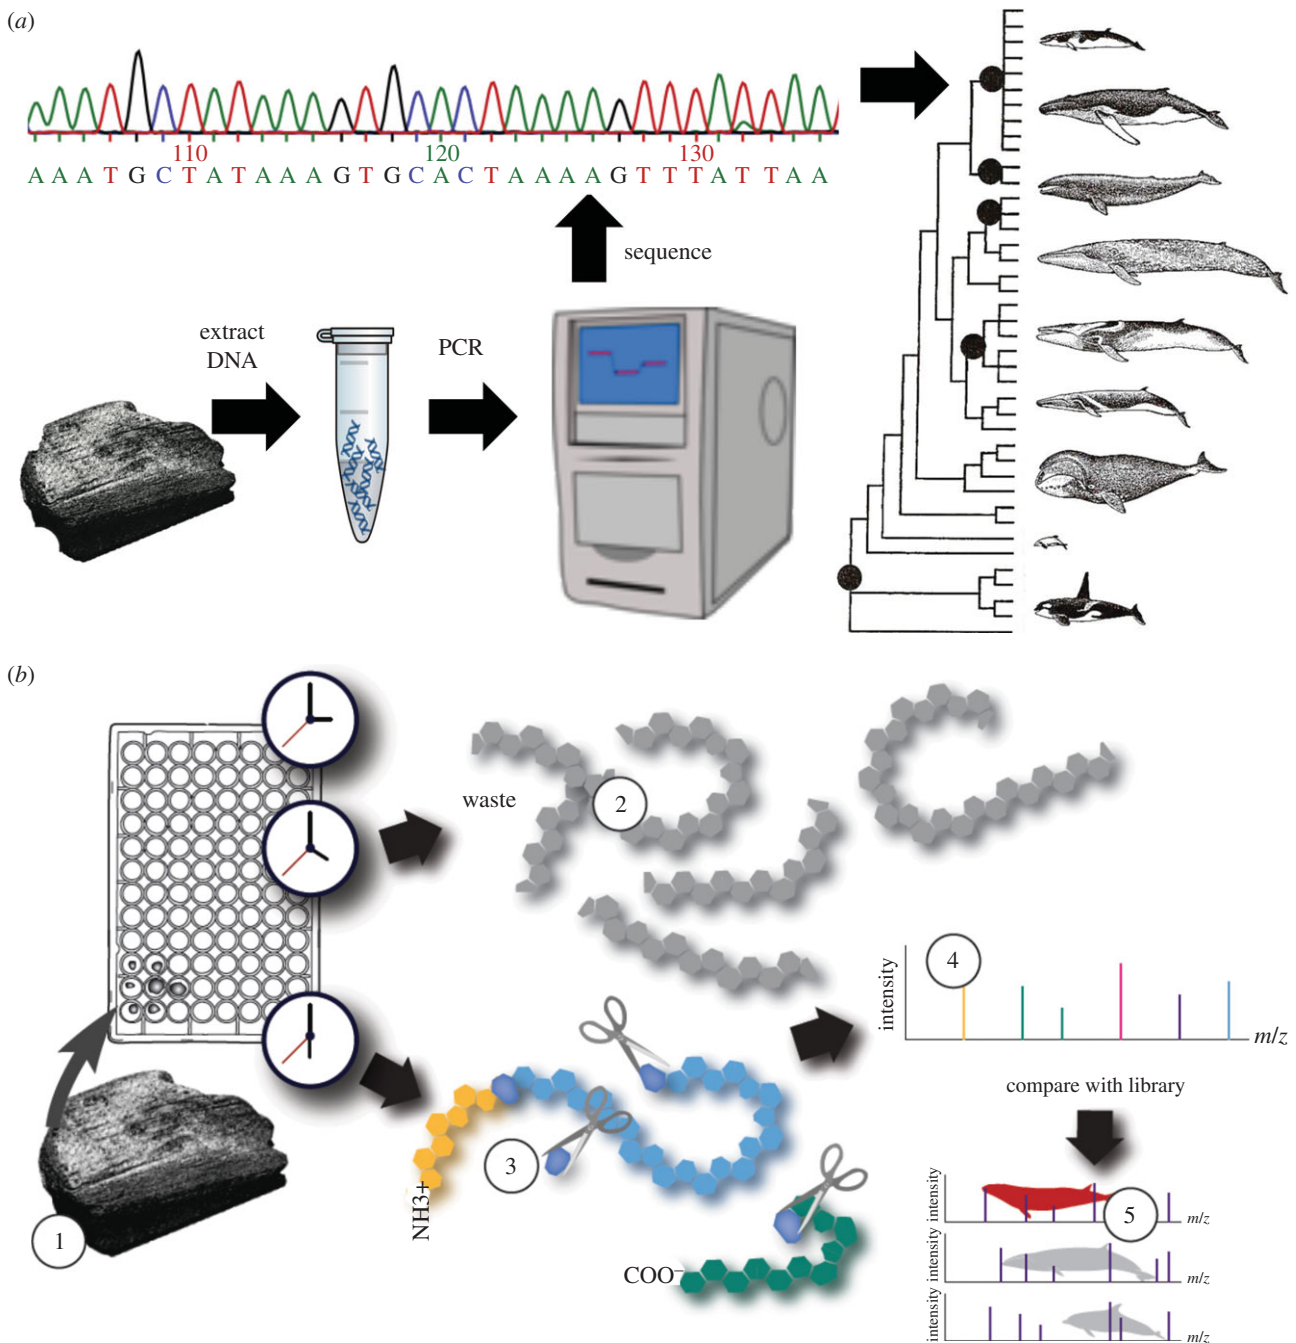 (a)
110 120 130
A A A T G C T A T A A A G T G C A C T A A A A G T T T A T T A A
sequence
extract
DNA
PCR
(b)
waste
2
4
intensity
m/z
compare with library
3
NH3+
1
COO−
intensity
5
m/z
intensity
m/z
intensity
m/z